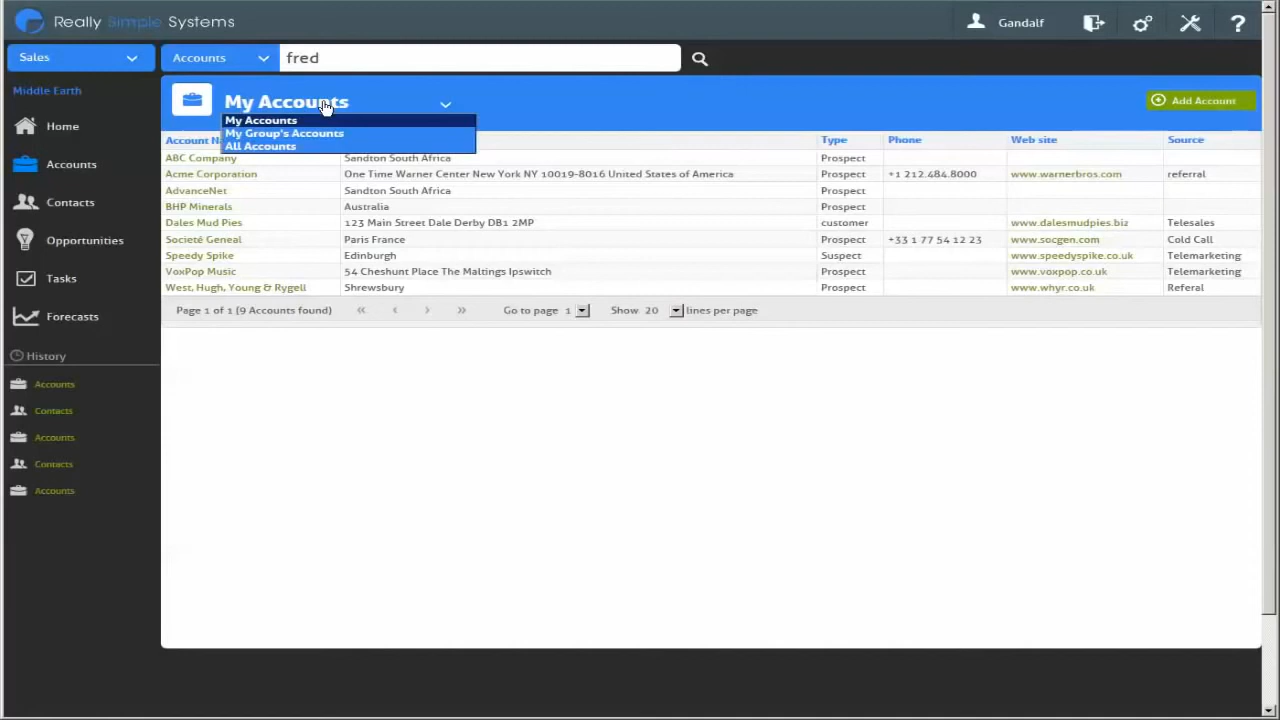 Really Simple Systems Gandalf ?
Sales Accounts fred
Middle Earth
My Accounts Add Account
My Accounts
My Group's Accounts
All Accounts
Home
Accounts
Contacts
Opportunities
Tasks
Forecasts
History
Accounts
Contacts
Accounts
Contacts
Accounts
Account Type Phone Web site Source
ABC Company Sandton South Africa Prospect
Acme Corporation One Time Warner Center New York NY 10019-8016 United States of America Prospect +1 212.484.8000 www.warnerbros.com referral
AdvanceNet Sandton South Africa Prospect
BHP Minerals Australia Prospect
Dales Mud Pies 123 Main Street Dale Derby DB1 2MP customer www.dalesmudpies.biz Telesales
Societé Geneal Paris France Prospect +33 1 77 54 12 23 www.socgen.com Cold Call
Speedy Spike Edinburgh Suspect www.speedyspike.co.uk Telemarketing
VoxPop Music 54 Cheshunt Place The Maltings Ipswitch Prospect www.voxpop.co.uk Telemarketing
West, Hugh, Young & Rygell Shrewsbury Prospect www.whyr.co.uk Referal
Page 1 of 1 (9 Accounts found) « ‹ › » Go to page 1 Show 20 lines per page